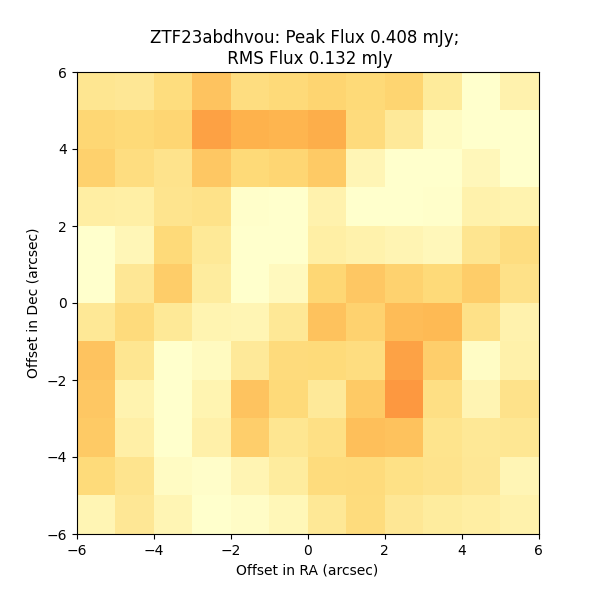 ZTF23abdhvou: Peak Flux 0.408 mJy;
RMS Flux 0.132 mJy
6
4
2
0
−2
−4
−6
Offset in Dec (arcsec)
−6 −4 −2 0 2 4 6
Offset in RA (arcsec)